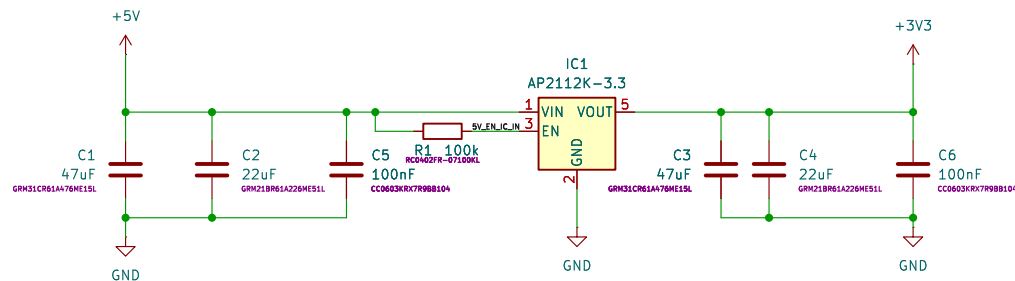 +5V
+3V3
IC1
AP2112K-3.3
1
VIN
VOUT
5
5V_EN_IC_IN
3
EN
R1 100k
RC0402FR-07100KL
GND
2
C1
47uF
GRM31CR61A476ME15L
C2
22uF
GRM21BR61A226ME51L
C5
100nF
CC0603KRX7R9BB104
C3
47uF
GRM31CR61A476ME15L
C4
22uF
GRM21BR61A226ME51L
C6
100nF
CC0603KRX7R9BB104
GND
GND
GND